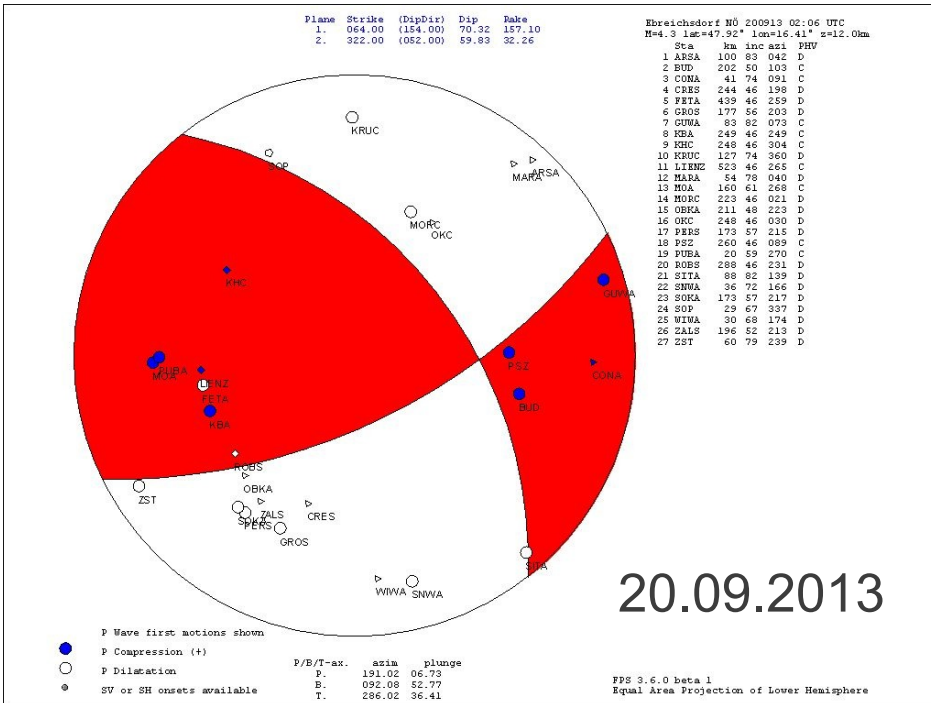 Plane Strike (DipDir) Dip Rake
1. 064.00 (154.00) 70.32 157.10
2. 322.00 (052.00) 59.83 32.26
Ebreichsdorf NÖ 200913 02:06 UTC
M=4.3 lat=47.92° lon=16.41° z=12.0km
Sta km inc azi PHV
1 ARSA 100 83 042 D
2 BUD 202 50 103 C
3 CONA 41 74 091 C
4 CRES 244 46 198 D
5 FETA 439 46 259 D
6 GROS 177 56 203 D
7 GUWA 83 82 073 C
8 KBA 249 46 249 C
9 KHC 248 46 304 C
10 KRUC 127 74 360 D
11 LIENZ 523 46 265 C
12 MARA 54 78 040 D
13 MOA 160 61 268 C
14 MORC 223 46 021 D
15 OBKA 211 48 223 D
16 OKC 248 46 030 D
17 PERS 173 57 215 D
18 PSZ 260 46 089 C
19 PUBA 20 59 270 C
20 ROBS 288 46 231 D
21 SITA 88 82 139 D
22 SNWA 36 72 166 D
23 SOKA 173 57 217 D
24 SOP 29 67 337 D
25 WIWA 30 68 174 D
26 ZALS 196 52 213 D
27 ZST 60 79 239 D
KRUC
SOP
MARA
ARSA
MORC
OKC
KHC
GUWA
PUBA
MOA
PSZ
CONA
LIENZ
FETA
BUD
KBA
ROBS
OBKA
ZST
ZALS
CRES
SOKA
PERS
GROS
SITA
WIWA
SNWA
20.09.2013
P Wave first motions shown
P Compression (+)
P Dilatation
SV or SH onsets available
P/B/T-ax. azim plunge
P. 191.02 06.73
B. 092.08 52.77
T. 286.02 36.41
FPS 3.6.0 beta 1
Equal Area Projection of Lower Hemisphere